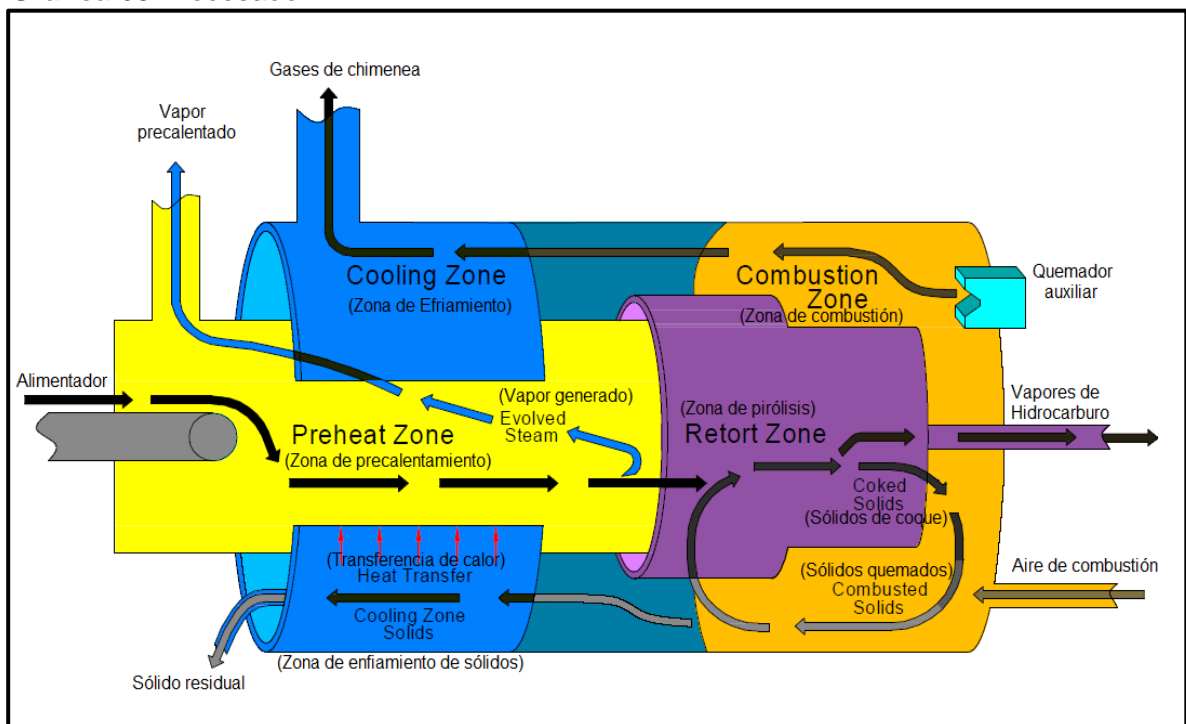 Gases de chimenea
Vapor
precalentado
Cooling Zone
(Zona de Efriamiento)
Combustion
Zone
(Zona de combustión)
Quemador
auxiliar
Alimentador
(Vapor generado)
Evolved
Steam
Preheat Zone
(Zona de precalentamiento)
(Zona de pirólisis)
Retort Zone
Vapores de
Hidrocarburo
Coked
Solids
(Sólidos de coque)
(Transferencia de calor)
Heat Transfer
(Sólidos quemados)
Combusted
Solids
Aire de combustión
Cooling Zone
Solids
(Zona de enfiamiento de sólidos)
Sólido residual